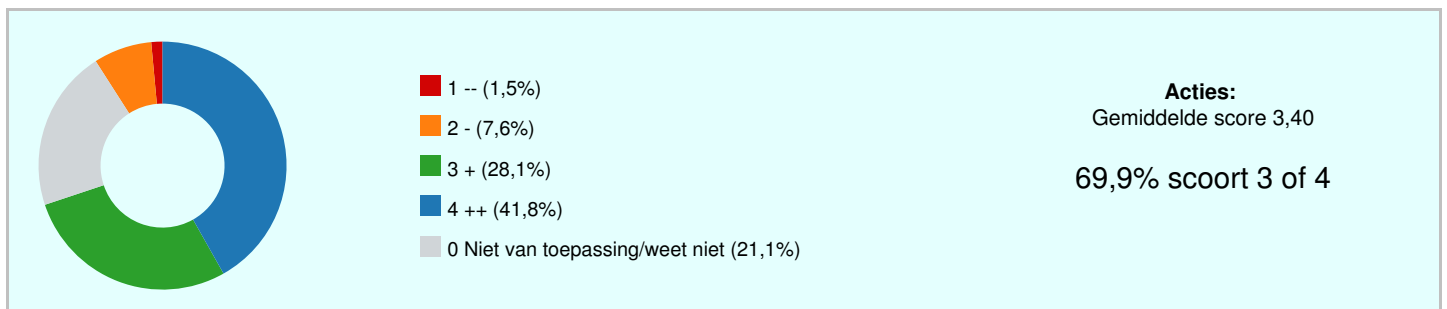 1 -- (1,5%)
2 - (7,6%)
3 + (28,1%)
4 ++ (41,8%)
0 Niet van toepassing/weet niet (21,1%)
Acties:
Gemiddelde score 3,40
69,9% scoort 3 of 4